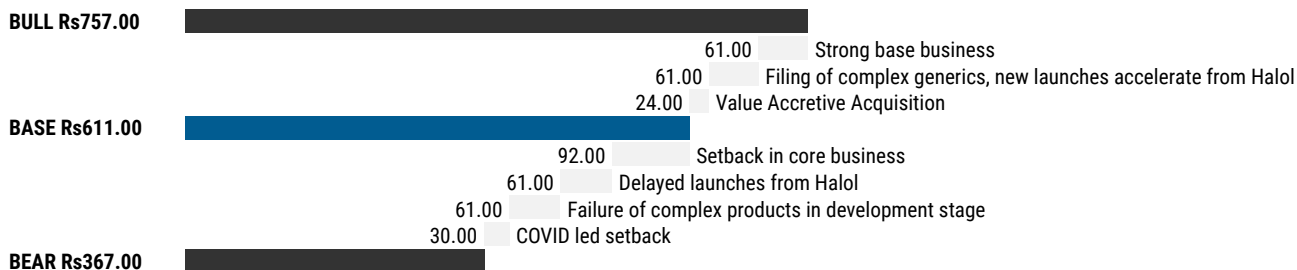 BULL Rs757.00
61.00 Strong base business
61.00 Filing of complex generics, new launches accelerate from Halol
24.00 Value Accretive Acquisition
BASE Rs611.00
92.00 Setback in core business
61.00 Delayed launches from Halol
61.00 Failure of complex products in development stage
30.00 COVID led setback
BEAR Rs367.00